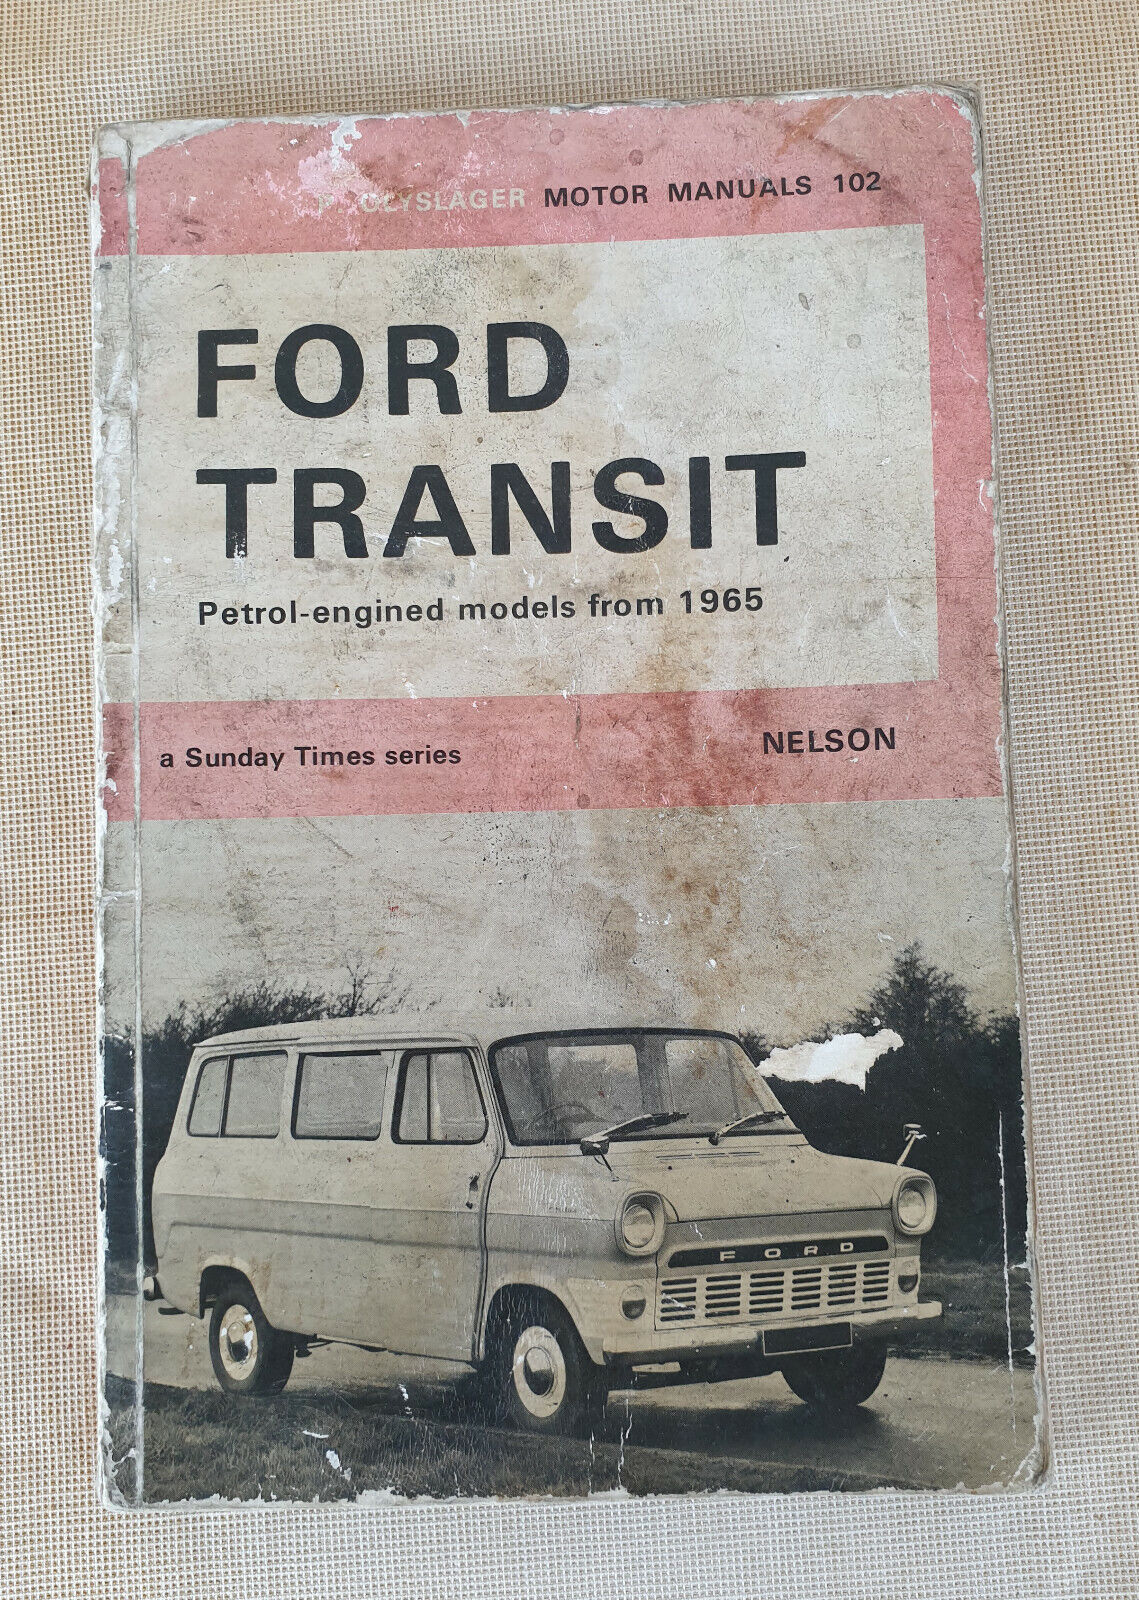 OLYSLAGER MOTOR MANUALS 102
FORD
TRANSIT
Petrol-engined models from 1965
a Sunday Times series
NELSON
FORD